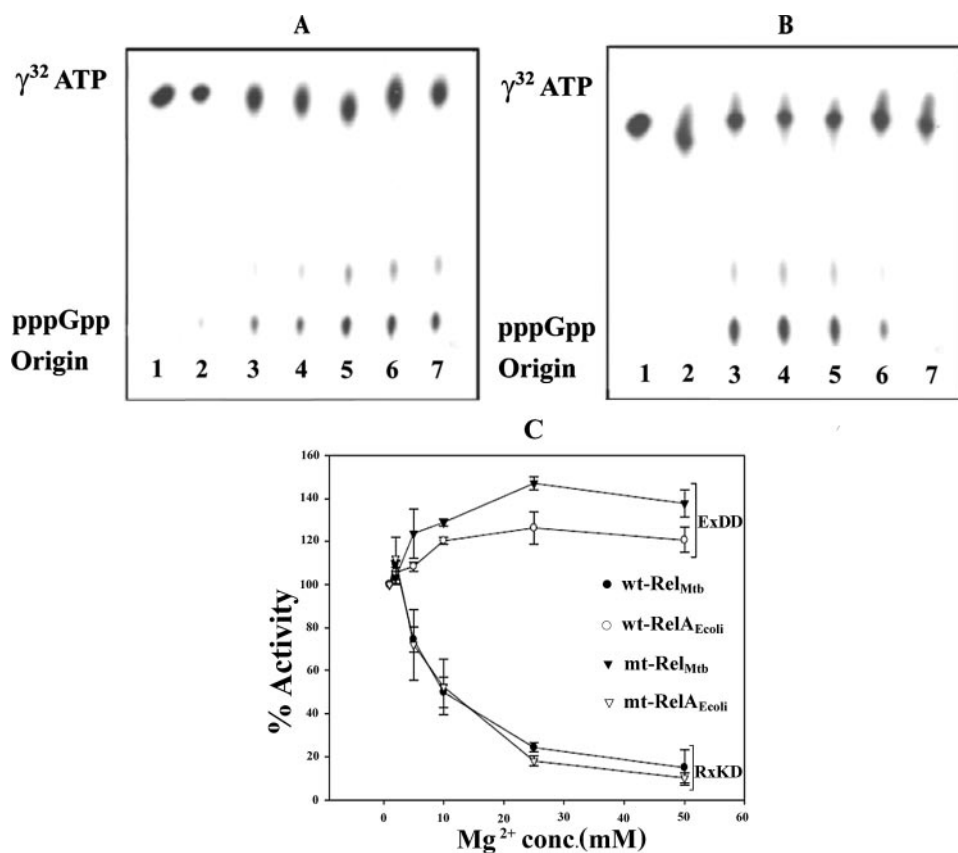 A
γ³² ATP
pppGpp
Origin
1 2 3 4 5 6 7
B
γ³² ATP
pppGpp
Origin
1 2 3 4 5 6 7
C
% Activity
160
140
120
100
80
60
40
20
0
0 10 20 30 40 50 60
Mg²⁺ conc.(mM)
ExDD
wt-RelMtb
wt-RelAEcoli
mt-RelMtb
mt-RelAEcoli
RxKD